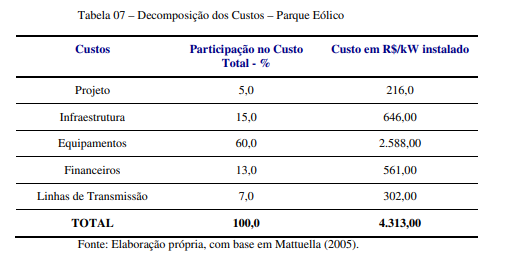 Tabela 07 – Decomposição dos Custos – Parque Eólico
Custos Participação no Custo Total - % Custo em R$/kW instalado
Projeto 5,0 216,0
Infraestrutura 15,0 646,00
Equipamentos 60,0 2.588,00
Financeiros 13,0 561,00
Linhas de Transmissão 7,0 302,00
TOTAL 100,0 4.313,00
Fonte: Elaboração própria, com base em Mattuella (2005).